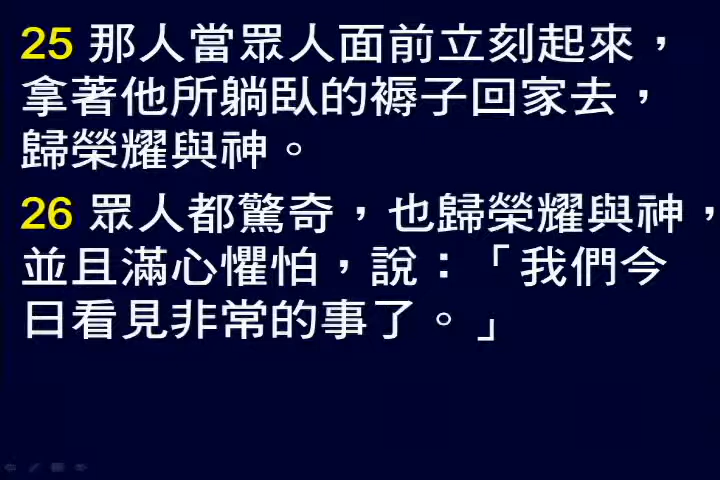 25 那人當眾人面前立刻起來，
拿著他所躺臥的褥子回家去，
歸榮耀與神。
26 眾人都驚奇，也歸榮耀與神，
並且滿心懼怕，說：「我們今
日看見非常的事了。」